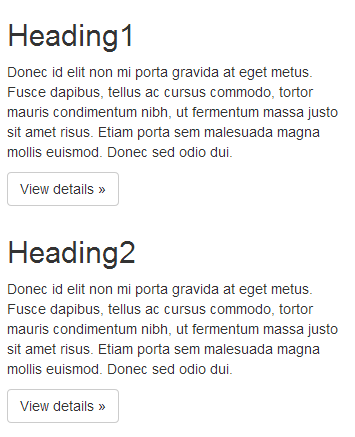 Heading1
Donec id elit non mi porta gravida at eget metus.
Fusce dapibus, tellus ac cursus commodo, tortor
mauris condimentum nibh, ut fermentum massa justo
sit amet risus. Etiam porta sem malesuada magna
mollis euismod. Donec sed odio dui.
View details »
Heading2
Donec id elit non mi porta gravida at eget metus.
Fusce dapibus, tellus ac cursus commodo, tortor
mauris condimentum nibh, ut fermentum massa justo
sit amet risus. Etiam porta sem malesuada magna
mollis euismod. Donec sed odio dui.
View details »